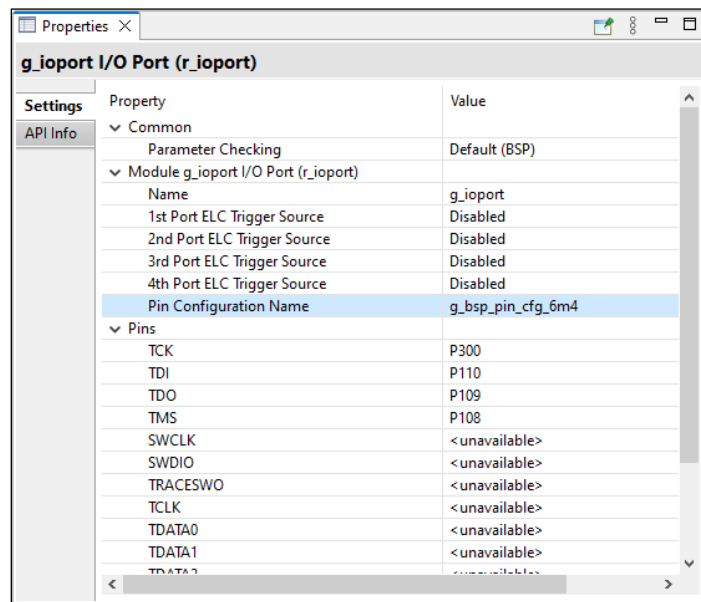 Properties
g_ioport I/O Port (r_ioport)
Settings
API Info
Property Value
Common
Parameter Checking Default (BSP)
Module g_ioport I/O Port (r_ioport)
Name g_ioport
1st Port ELC Trigger Source Disabled
2nd Port ELC Trigger Source Disabled
3rd Port ELC Trigger Source Disabled
4th Port ELC Trigger Source Disabled
Pin Configuration Name g_bsp_pin_cfg_6m4
Pins
TCK P300
TDI P110
TDO P109
TMS P108
SWCLK <unavailable>
SWDIO <unavailable>
TRACESWO <unavailable>
TCLK <unavailable>
TDATA0 <unavailable>
TDATA1 <unavailable>